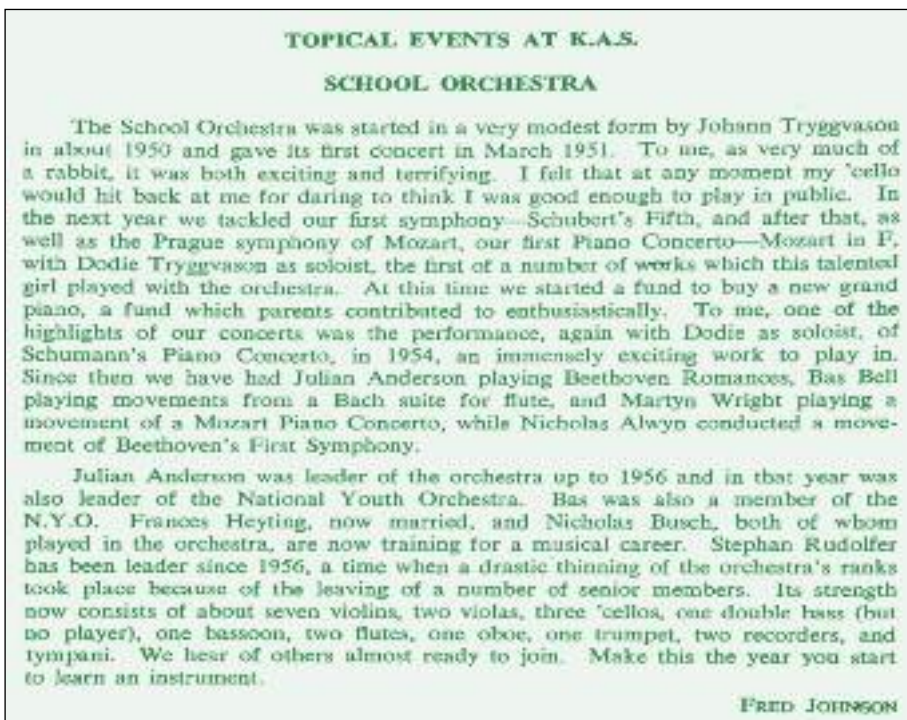 TOPICAL EVENTS AT K.A.S.
SCHOOL ORCHESTRA
The School Orchestra was started in a very modest form by Johann Tryggvason
in about 1950 and gave its first concert in March 1951. To me, as very much of
a rabbit, it was both exciting and terrifying. I felt that at any moment my 'cello
would hit back at me for daring to think I was good enough to play in public. In
the next year we tackled our first symphony—Schubert's Fifth, and after that, as
well as the Prague symphony of Mozart, our first Piano Concerto—Mozart in F,
with Dodie Tryggvason as soloist, the first of a number of works which this talented
girl played with the orchestra. At this time we started a fund to buy a new grand
piano, a fund which parents contributed to enthusiastically. To me, one of the
highlights of our concerts was the performance, again with Dodie as soloist, of
Schumann's Piano Concerto, in 1954, an immensely exciting work to play in.
Since then we have had Julian Anderson playing Beethoven Romances, Bas Bell
playing movements from a Bach suite for flute, and Martyn Wright playing a
movement of a Mozart Piano Concerto, while Nicholas Alwyn conducted a move-
ment of Beethoven's First Symphony.
Julian Anderson was leader of the orchestra up to 1956 and in that year was
also leader of the National Youth Orchestra. Bas was also a member of the
N.Y.O. Frances Heyting, now married, and Nicholas Busch, both of whom
played in the orchestra, are now training for a musical career. Stephan Rudolfer
has been leader since 1956, a time when a drastic thinning of the orchestra's ranks
took place because of the leaving of a number of senior members. Its strength
now consists of about seven violins, two violas, three 'cellos, one double bass (but
no player), one bassoon, two flutes, one oboe, one trumpet, two recorders, and
tympani. We hear of others almost ready to join. Make this the year you start
to learn an instrument.
FRED JOHNSON